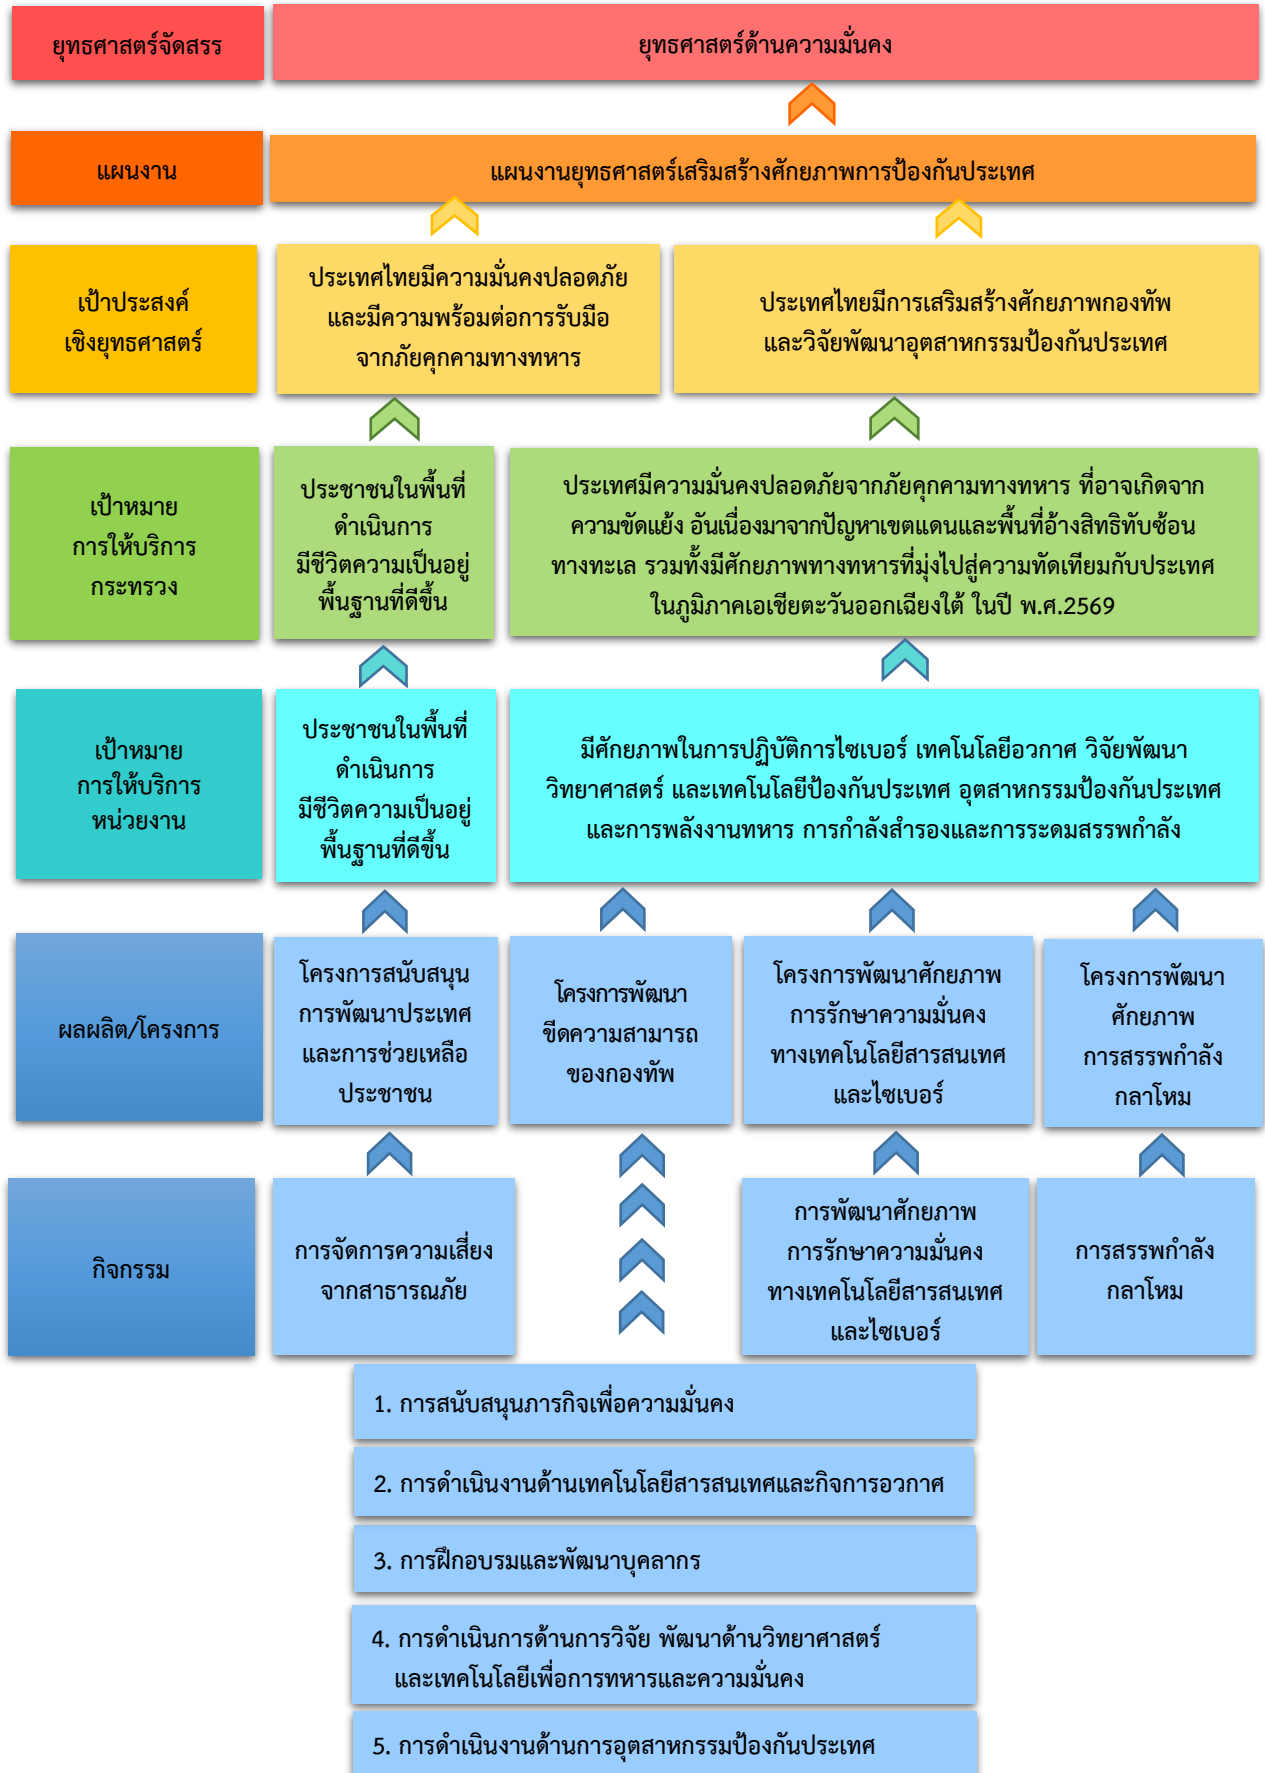 ยุทธศาสตร์จัดสรร
ยุทธศาสตร์ด้านความมั่นคง
แผนงาน
แผนงานยุทธศาสตร์เสริมสร้างศักยภาพการป้องกันประเทศ
เป้าประสงค์
เชิงยุทธศาสตร์
ประเทศไทยมีความมั่นคงปลอดภัย
และมีความพร้อมต่อการรับมือ
จากภัยคุกคามทางทหาร
ประเทศไทยมีการเสริมสร้างศักยภาพกองทัพ
และวิจัยพัฒนาอุตสาหกรรมป้องกันประเทศ
เป้าหมาย
การให้บริการ
กระทรวง
ประชาชนในพื้นที่
ดำเนินการ
มีชีวิตความเป็นอยู่
พื้นฐานที่ดีขึ้น
ประเทศมีความมั่นคงปลอดภัยจากภัยคุกคามทางทหาร ที่อาจเกิดจาก
ความขัดแย้ง อันเนื่องมาจากปัญหาเขตแดนและพื้นที่อ้างสิทธิทับซ้อน
ทางทะเล รวมทั้งมีศักยภาพทางทหารที่มุ่งไปสู่ความทัดเทียมกับประเทศ
ในภูมิภาคเอเชียตะวันออกเฉียงใต้ ในปี พ.ศ.2569
เป้าหมาย
การให้บริการ
หน่วยงาน
ประชาชนในพื้นที่
ดำเนินการ
มีชีวิตความเป็นอยู่
พื้นฐานที่ดีขึ้น
มีศักยภาพในการปฏิบัติการไซเบอร์ เทคโนโลยีอวกาศ วิจัยพัฒนา
วิทยาศาสตร์ และเทคโนโลยีป้องกันประเทศ อุตสาหกรรมป้องกันประเทศ
และการพลังงานทหาร การกำลังสำรองและการระดมสรรพกำลัง
ผลผลิต/โครงการ
โครงการสนับสนุน
การพัฒนาประเทศ
และการช่วยเหลือ
ประชาชน
โครงการพัฒนา
ขีดความสามารถ
ของกองทัพ
โครงการพัฒนาศักยภาพ
การรักษาความมั่นคง
ทางเทคโนโลยีสารสนเทศ
และไซเบอร์
โครงการพัฒนา
ศักยภาพ
การสรรพกำลัง
กลาโหม
กิจกรรม
การจัดการความเสี่ยง
จากสาธารณภัย
การพัฒนาศักยภาพ
การรักษาความมั่นคง
ทางเทคโนโลยีสารสนเทศ
และไซเบอร์
การสรรพกำลัง
กลาโหม
1. การสนับสนุนภารกิจเพื่อความมั่นคง
2. การดำเนินงานด้านเทคโนโลยีสารสนเทศและกิจการอวกาศ
3. การฝึกอบรมและพัฒนาบุคลากร
4. การดำเนินการด้านการวิจัย พัฒนาด้านวิทยาศาสตร์
และเทคโนโลยีเพื่อการทหารและความมั่นคง
5. การดำเนินงานด้านการอุตสาหกรรมป้องกันประเทศ